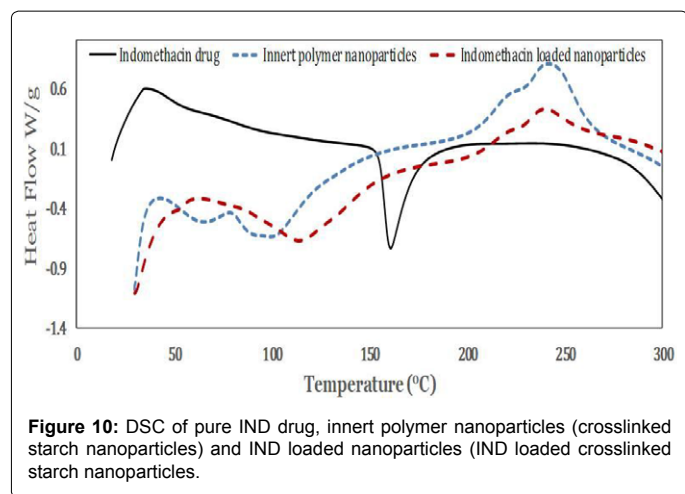 Indomethacin drug Innert polymer nanoparticles Indomethacin loaded nanoparticles
Heat Flow W/g
0.6
0.1
-0.4
-0.9
-1.4
0 50 100 150 200 250 300
Temperature (°C)
Figure 10: DSC of pure IND drug, innert polymer nanoparticles (crosslinked
starch nanoparticles) and IND loaded nanoparticles (IND loaded crosslinked
starch nanoparticles.